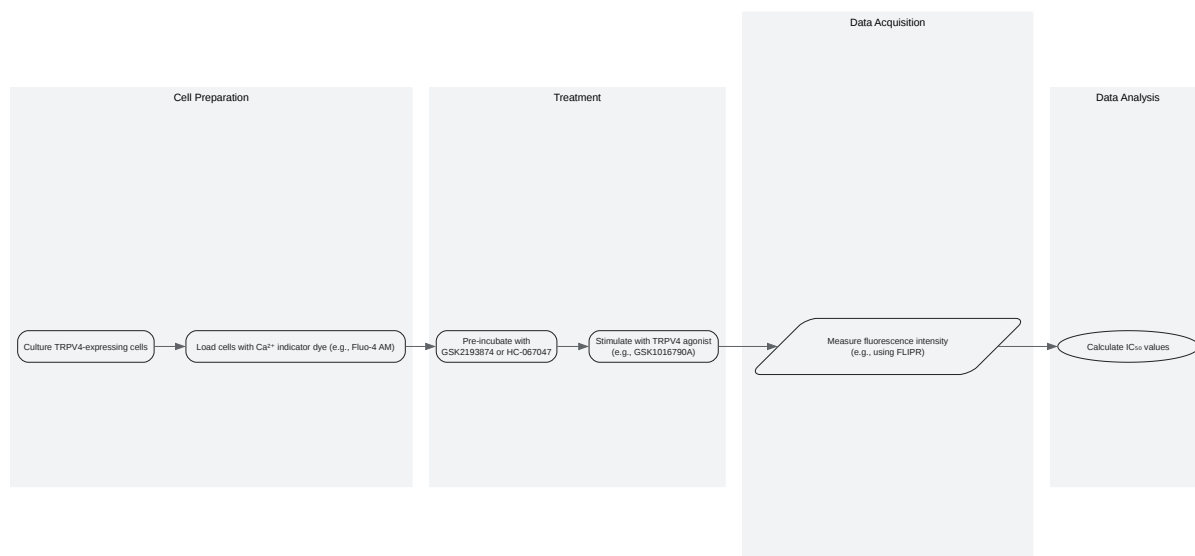 Data Acquisition
Cell Preparation
Treatment
Data Analysis
Culture TRPV4-expressing cells
Load cells with Ca²⁺ indicator dye (e.g., Fluo-4 AM)
Pre-incubate with
GSK2193874 or HC-067047
Stimulate with TRPV4 agonist
(e.g., GSK1016790A)
Measure fluorescence intensity
(e.g., using FLIPR)
Calculate IC₅₀ values